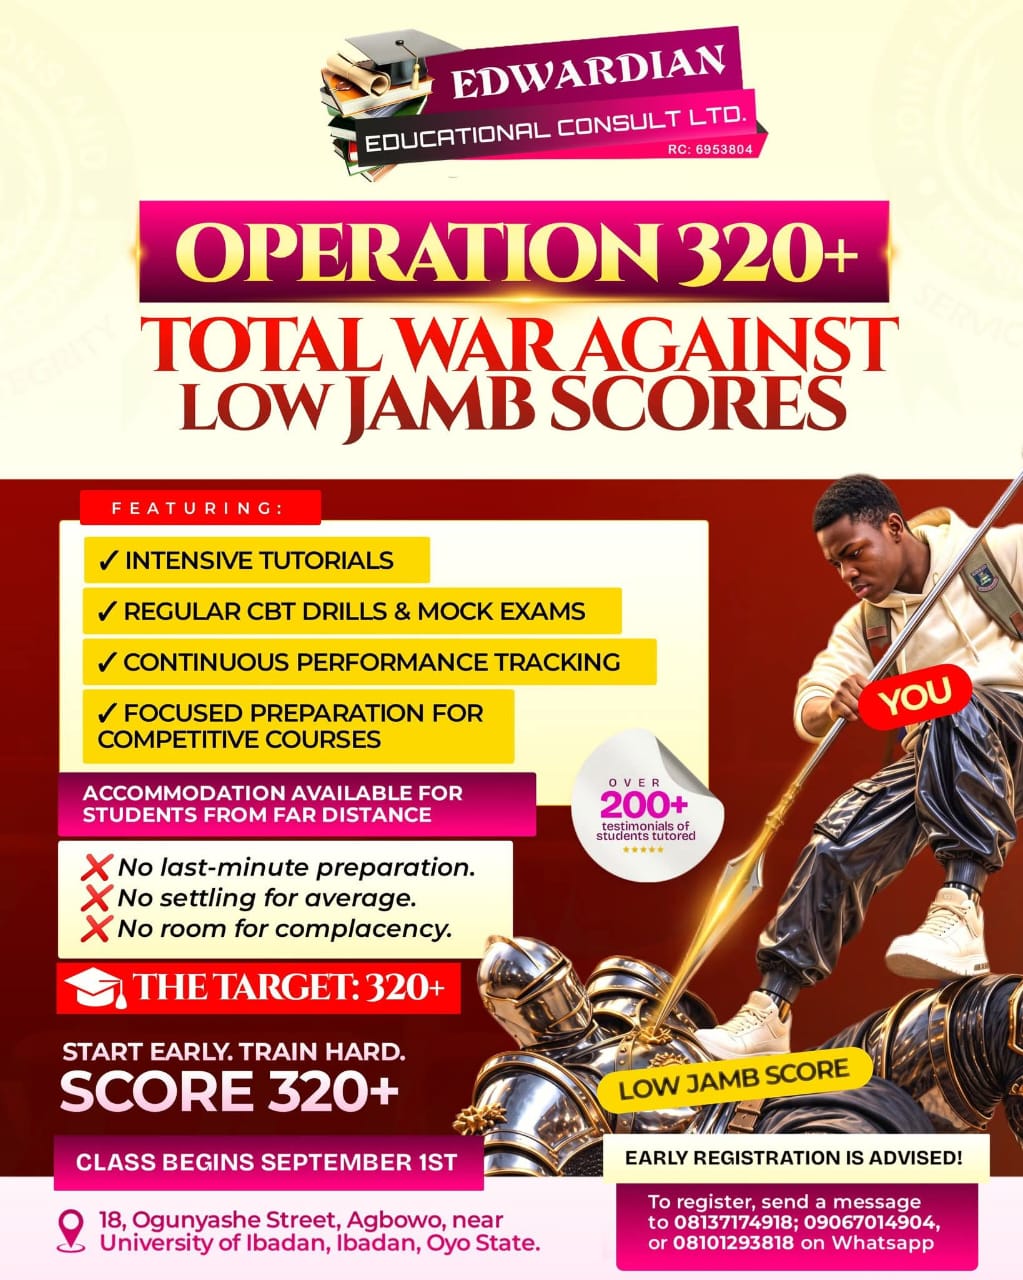 EDWARDIAN
EDUCATIONAL CONSULT LTD.
RC: 6953804
OPERATION 320+
TOTAL WAR AGAINST
LOW JAMB SCORES
FEATURING:
✓ INTENSIVE TUTORIALS
✓ REGULAR CBT DRILLS & MOCK EXAMS
✓ CONTINUOUS PERFORMANCE TRACKING
✓ FOCUSED PREPARATION FOR
COMPETITIVE COURSES
ACCOMMODATION AVAILABLE FOR
STUDENTS FROM FAR DISTANCE
OVER
200+
testimonials of
students tutored
YOU
❌ No last-minute preparation.
❌ No settling for average.
❌ No room for complacency.
THE TARGET: 320+
START EARLY. TRAIN HARD.
SCORE 320+
LOW JAMB SCORE
CLASS BEGINS SEPTEMBER 1ST
18, Ogunyashe Street, Agbowo, near
University of Ibadan, Ibadan, Oyo State.
EARLY REGISTRATION IS ADVISED!
To register, send a message
to 08137174918; 09067014904,
or 08101293818 on Whatsapp